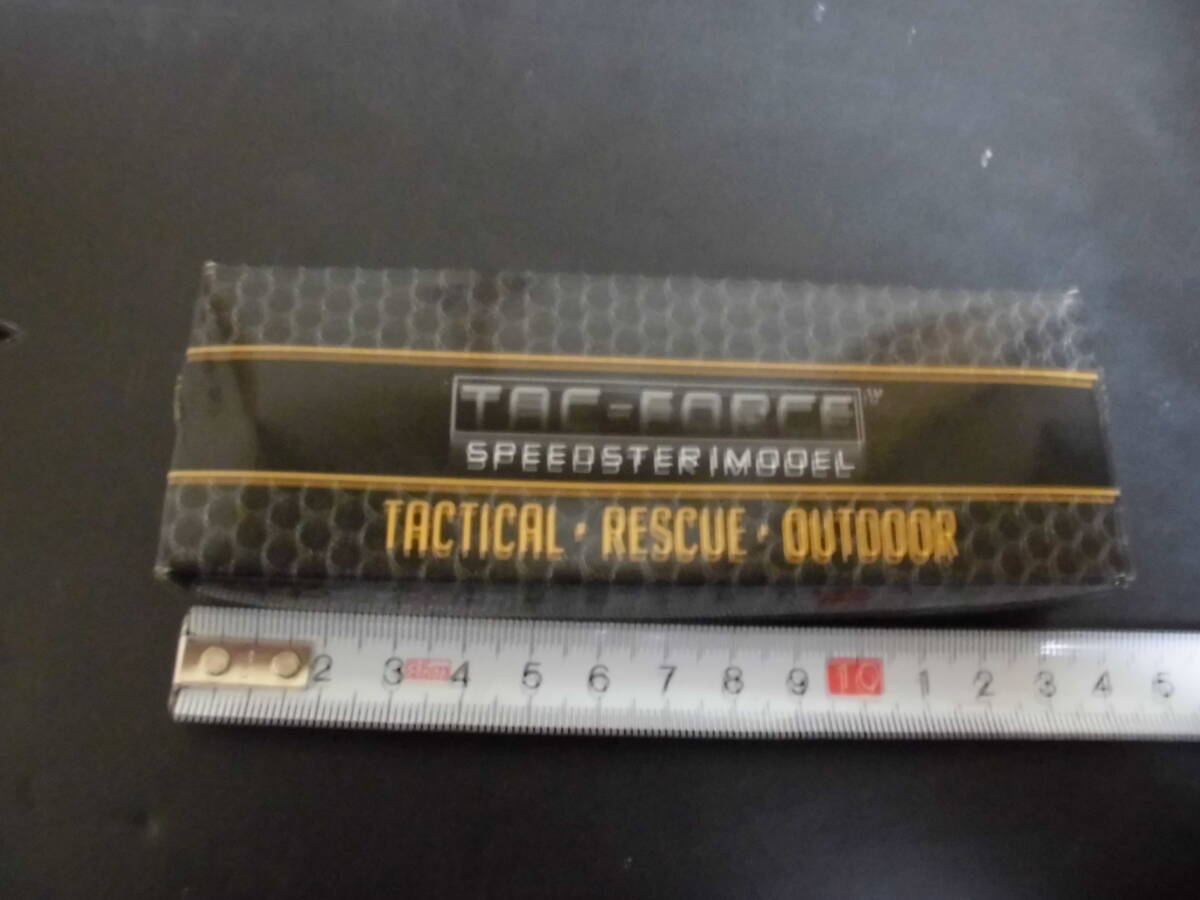 TAC-FORCE™
SPEEDSTER MODEL
TACTICAL · RESCUE · OUTDOOR
2 3 4 5 6 7 8 9 10 1 2 3 4 5